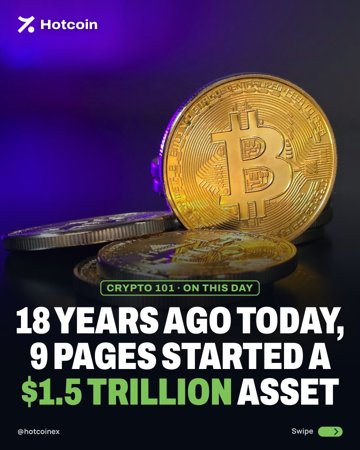 Hotcoin
CRYPTO 101 · ON THIS DAY
18 YEARS AGO TODAY,
9 PAGES STARTED A
$1.5 TRILLION ASSET
@hotcoinex
Swipe